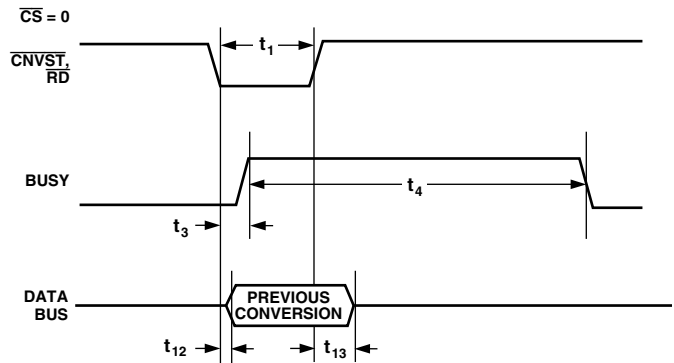 CS = 0
CNVST,
RD
t1
BUSY
t4
t3
DATA
BUS
PREVIOUS
CONVERSION
t12
t13